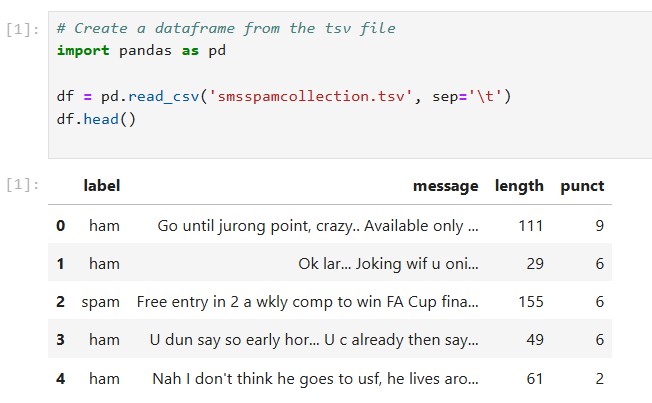 [1]: # Create a dataframe from the tsv file
import pandas as pd
df = pd.read_csv('smsspamcollection.tsv', sep='\t')
df.head()
[1]: label message length punct
0 ham Go until jurong point, crazy.. Available only ... 111 9
1 ham Ok lar... Joking wif u oni... 29 6
2 spam Free entry in 2 a wkly comp to win FA Cup fina... 155 6
3 ham U dun say so early hor... U c already then say... 49 6
4 ham Nah I don't think he goes to usf, he lives aro... 61 2